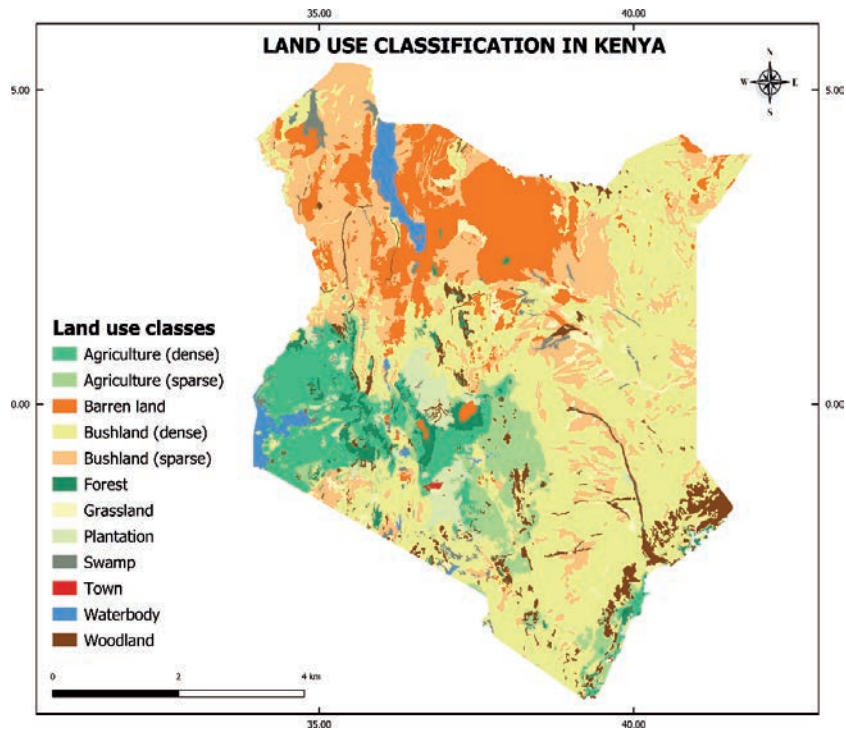 35.00 40.00
LAND USE CLASSIFICATION IN KENYA
N
W E
S
5.00 5.00
0.00 0.00
Land use classes
Agriculture (dense)
Agriculture (sparse)
Barren land
Bushland (dense)
Bushland (sparse)
Forest
Grassland
Plantation
Swamp
Town
Waterbody
Woodland
0 2 4 km
35.00 40.00